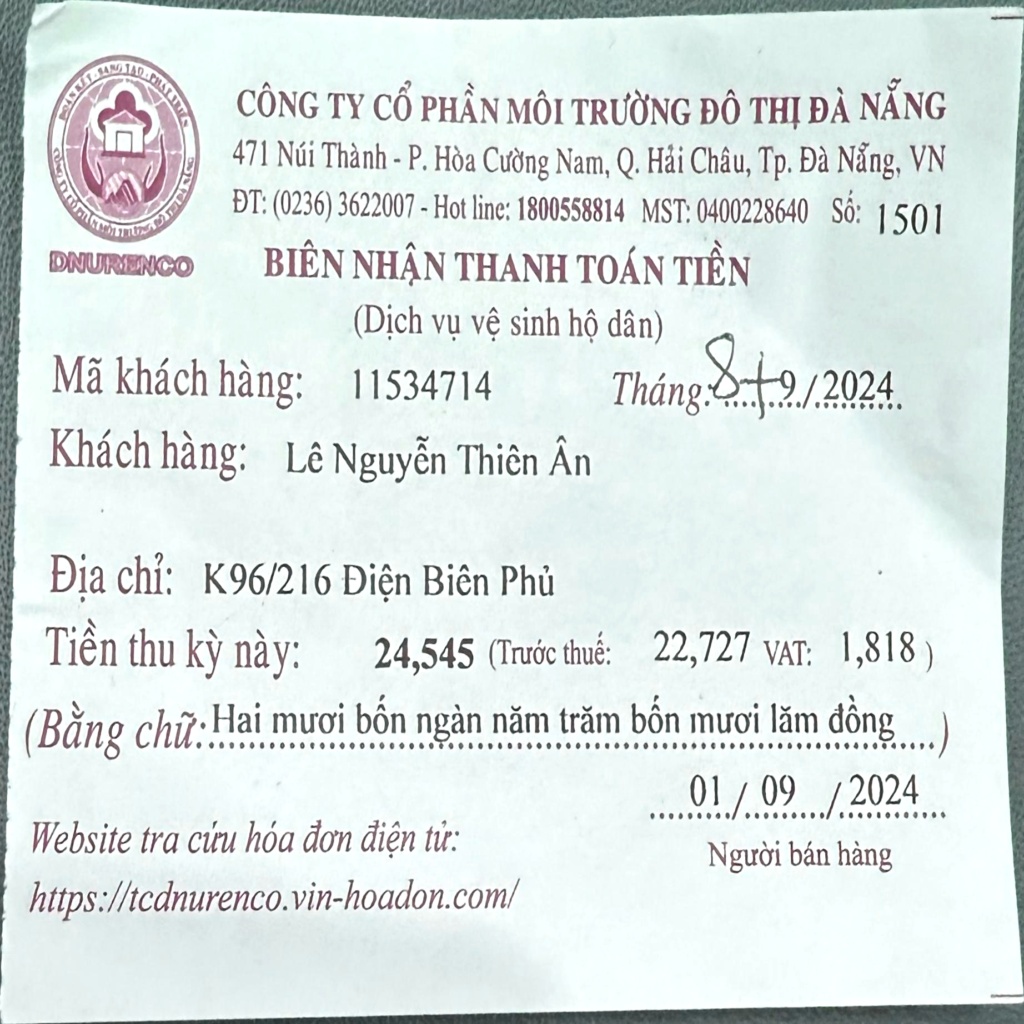 ĐOÀN KẾT - SÁNG TẠO - PHÁT TRIỂN
CÔNG TY CỔ PHẦN MÔI TRƯỜNG ĐÔ THỊ ĐÀ NẴNG
DNURENCO
CÔNG TY CỔ PHẦN MÔI TRƯỜNG ĐÔ THỊ ĐÀ NẴNG
471 Núi Thành - P. Hòa Cường Nam, Q. Hải Châu, Tp. Đà Nẵng, VN
ĐT: (0236) 3622007 - Hot line: 1800558814 MST: 0400228640 Số: 1501
BIÊN NHẬN THANH TOÁN TIỀN
(Dịch vụ vệ sinh hộ dân)
Mã khách hàng: 11534714 Tháng: 8+9/2024
Khách hàng: Lê Nguyễn Thiên Ân
Địa chỉ: K96/216 Điện Biên Phủ
Tiền thu kỳ này: 24,545 (Trước thuế: 22,727 VAT: 1,818 )
(Bằng chữ: Hai mươi bốn ngàn năm trăm bốn mươi lăm đồng )
01/ 09 / 2024
Người bán hàng
Website tra cứu hóa đơn điện tử:
https://tcdnurenco.vin-hoadon.com/